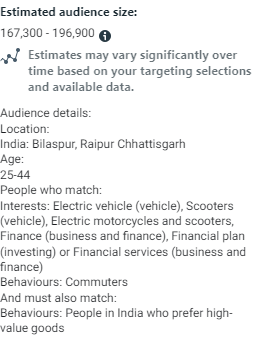 Estimated audience size:
167,300 - 196,900
Estimates may vary significantly over
time based on your targeting selections
and available data.
Audience details:
Location:
India: Bilaspur, Raipur Chhattisgarh
Age:
25-44
People who match:
Interests: Electric vehicle (vehicle), Scooters
(vehicle), Electric motorcycles and scooters,
Finance (business and finance), Financial plan
(investing) or Financial services (business and
finance)
Behaviours: Commuters
And must also match:
Behaviours: People in India who prefer high-
value goods